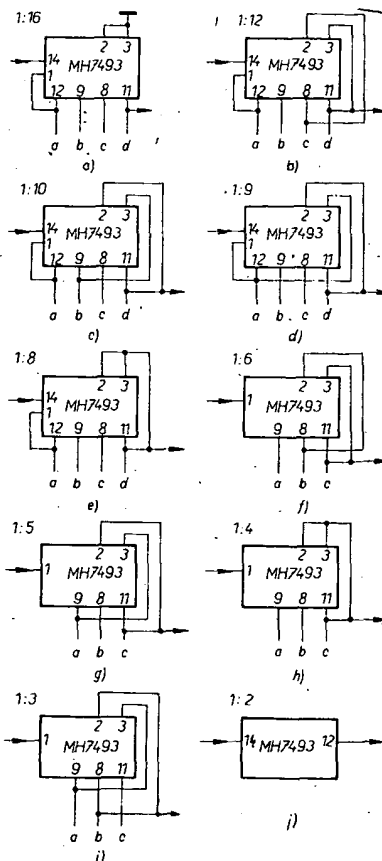 1:16
2 3
14
1
MH7493
12 9 8 11
a b c d
a)
1:12
2 3
14
1
MH7493
12 9 8 11
a b c d
b)
1:10
2 3
14
1
MH7493
12 9 8 11
a b c d
c)
1:9
2 3
14
1
MH7493
12 9 8 11
a b c d
d)
1:8
2 3
14
1
MH7493
12 9 8 11
a b c d
e)
1:6
2 3
1
MH7493
9 8 11
a b c
f)
1:5
2 3
1
MH7493
9 8 11
a b c
g)
1:4
2 3
1
MH7493
9 8 11
a b c
h)
1:3
2 3
1
MH7493
9 8 11
a b c
i)
1:2
14 MH7493 12
j)